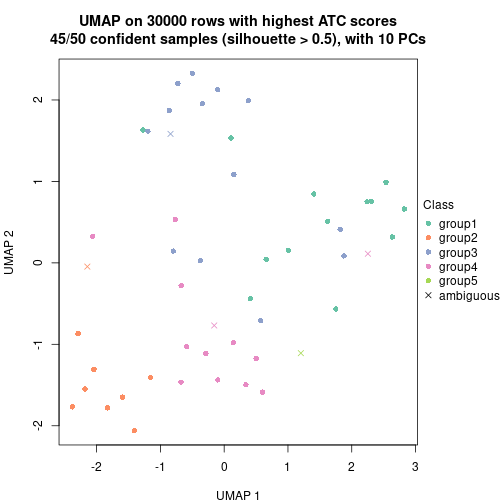 UMAP on 30000 rows with highest ATC scores
45/50 confident samples (silhouette > 0.5), with 10 PCs
2
1
0
-1
-2
UMAP 2
-2 -1 0 1 2 3
UMAP 1
Class
group1
group2
group3
group4
group5
ambiguous